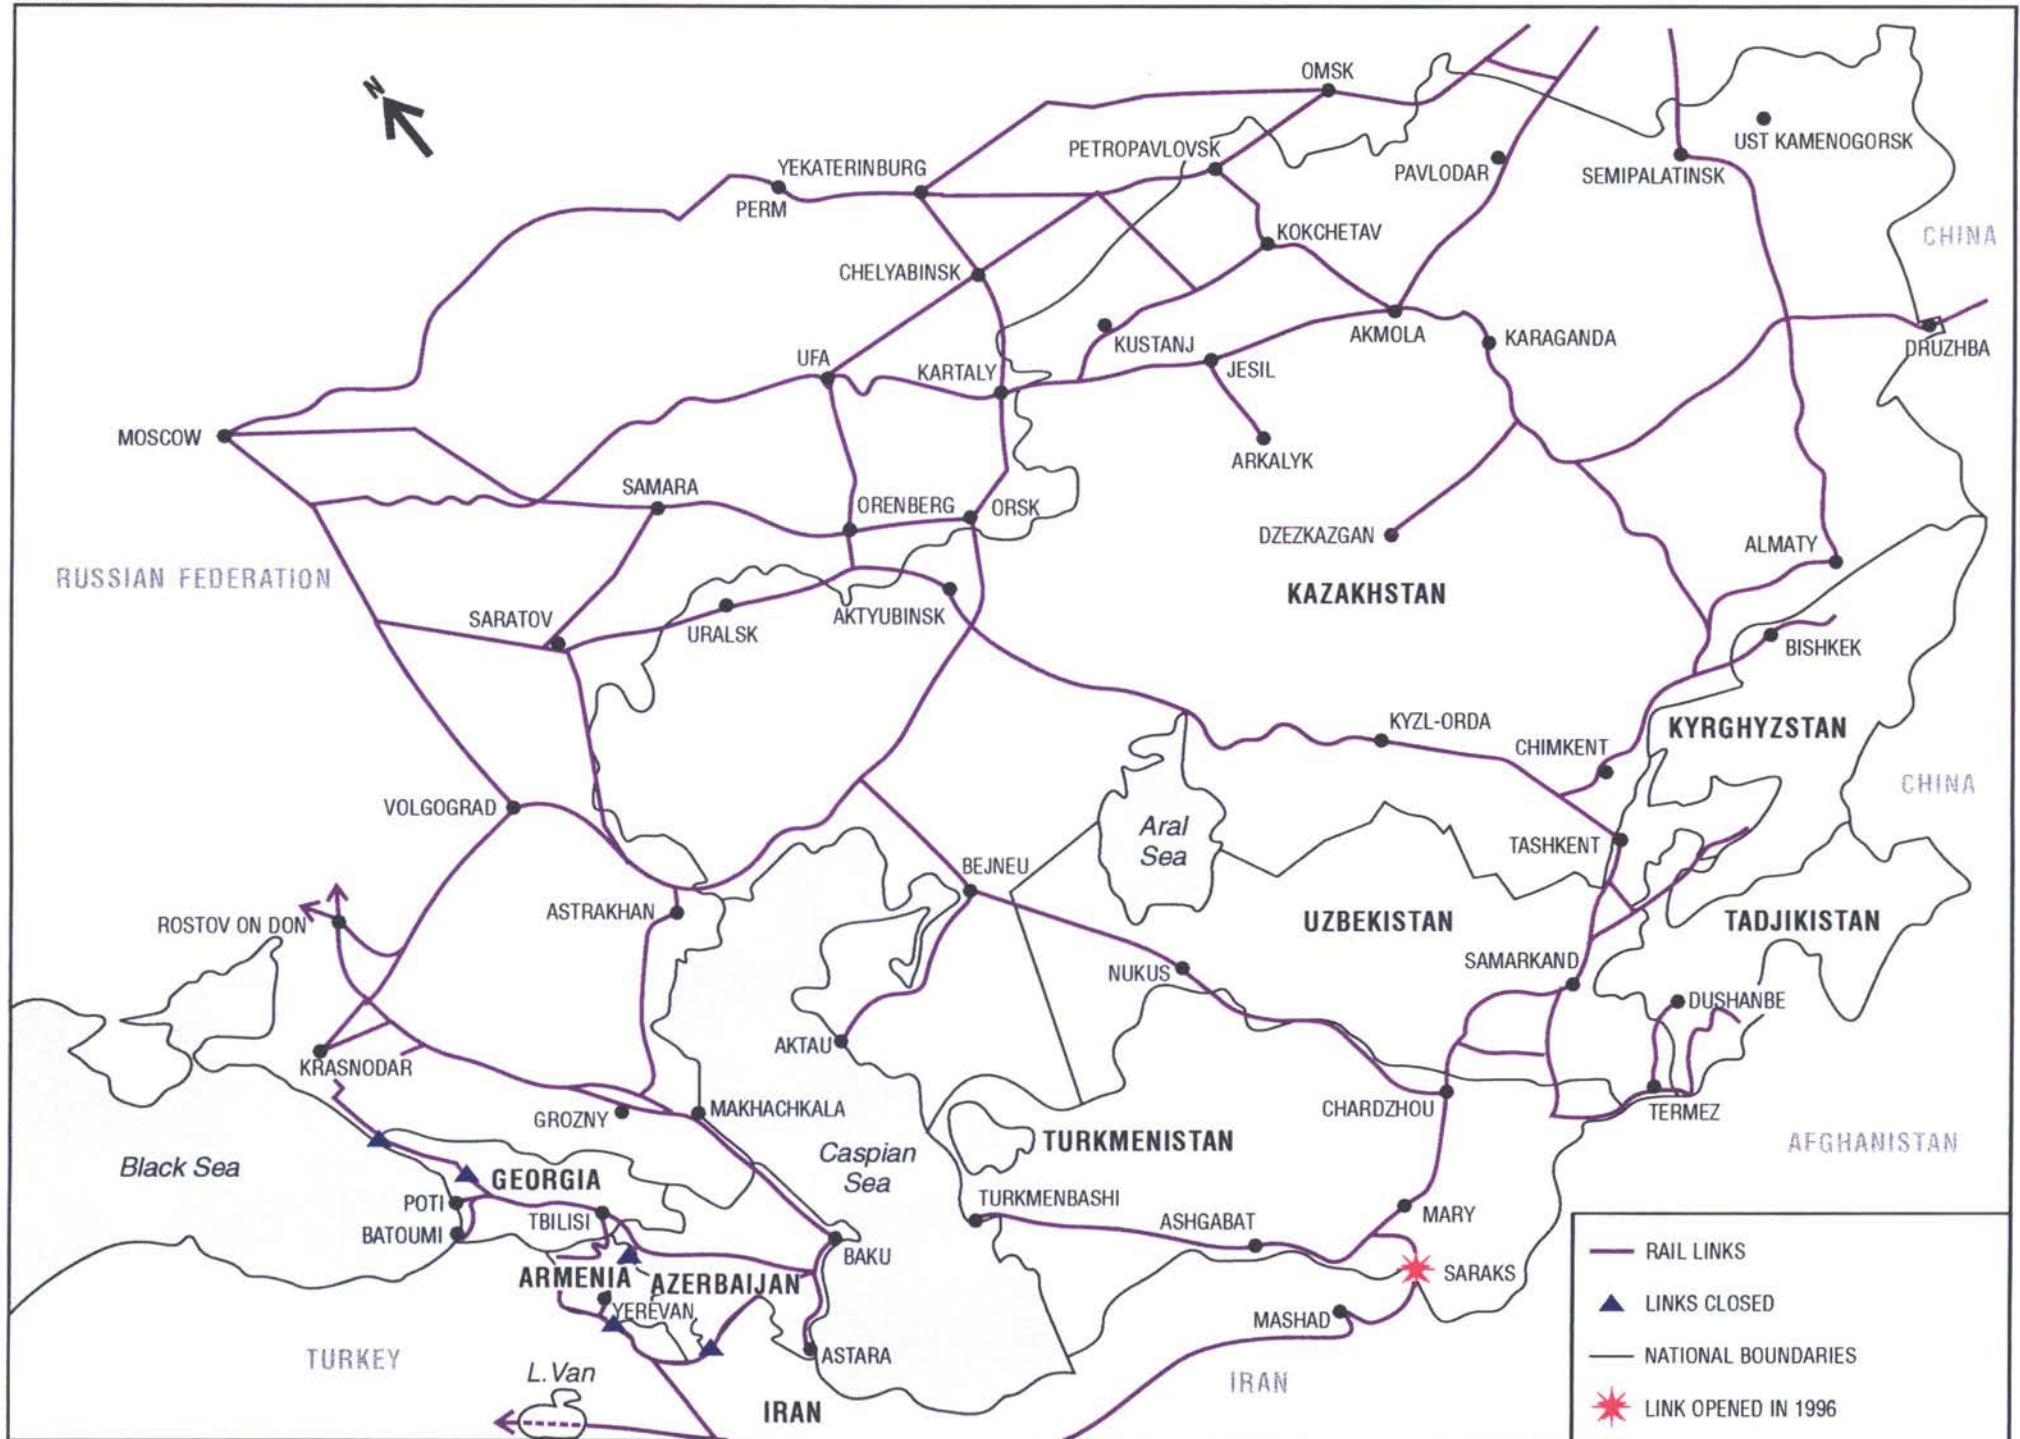 N
OMSK
UST KAMENOGORSK
PETROPAVLOVSK
YEKATERINBURG
PAVLODAR
SEMIPALATINSK
PERM
KOKCHETAV
CHINA
CHELYABINSK
AKMOLA
KARAGANDA
KUSTANJ
DRUZHBA
UFA
KARTALY
JESIL
MOSCOW
ARKALYK
SAMARA
ORENBERG
ORSK
DZEZKAZGAN
ALMATY
RUSSIAN FEDERATION
KAZAKHSTAN
SARATOV
URALSK
AKTYUBINSK
BISHKEK
KYZL-ORDA
CHIMKENT
KYRGHYZSTAN
CHINA
VOLGOGRAD
Aral
Sea
TASHKENT
BEJNEU
ASTRAKHAN
ROSTOV ON DON
UZBEKISTAN
TADJIKISTAN
NUKUS
SAMARKAND
DUSHANBE
AKTAU
KRASNODAR
GROZNY
MAKHACHKALA
CHARDZHOU
TERMEZ
TURKMENISTAN
AFGHANISTAN
Black Sea
Caspian
Sea
GEORGIA
POTI
TBILISI
BATOUMI
TURKMENBASHI
ASHGABAT
MARY
BAKU
ARMENIA
AZERBAIJAN
SARAKS
YEREVAN
MASHAD
ASTARA
TURKEY
L.Van
IRAN
IRAN
RAIL LINKS
LINKS CLOSED
NATIONAL BOUNDARIES
LINK OPENED IN 1996